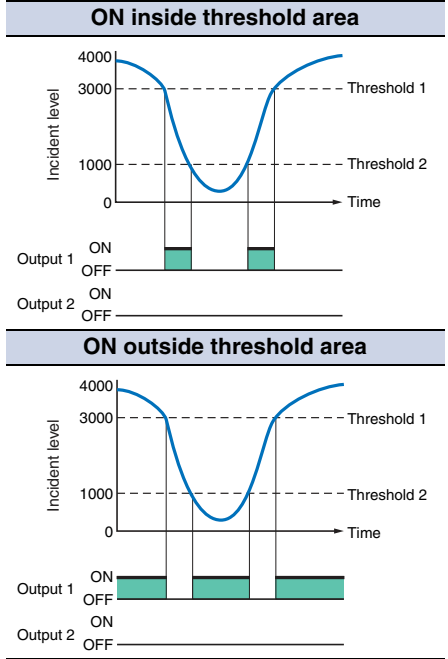 ON inside threshold area
4000
3000
Threshold 1
Incident level
1000
Threshold 2
0
Time
ON
Output 1
OFF
ON
Output 2
OFF
ON outside threshold area
4000
3000
Threshold 1
Incident level
1000
Threshold 2
0
Time
ON
Output 1
OFF
ON
Output 2
OFF